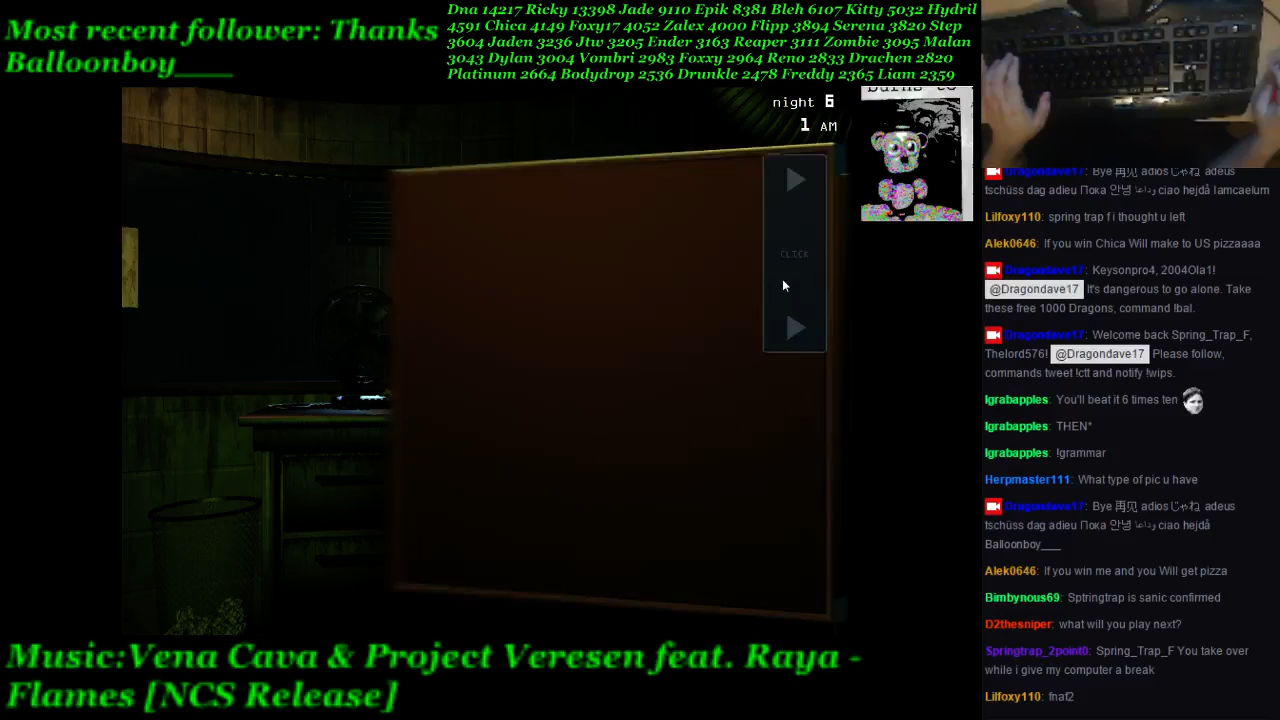 Most recent follower: Thanks
Balloonboy___
Dna 14217 Ricky 13398 Jade 9110 Epik 8381 Bleh 6107 Kitty 5032 Hydril
4591 Chica 4149 Foxy17 4052 Zalex 4000 Flipp 3894 Serena 3820 Step
3604 Jaden 3236 Jtw 3205 Ender 3163 Reaper 3111 Zombie 3095 Malan
3043 Dylan 3004 Vombri 2983 Foxxy 2964 Reno 2833 Drachen 2820
Platinum 2664 Bodydrop 2536 Drunkle 2478 Freddy 2365 Liam 2359
night 6
1 AM
CLICK
Dragondave17: Bye 再见 adios じゃね adeus
tschüss dag adieu Пока 안녕 وداعا ciao hejdå Iamcaelum
Lilfoxy110: spring trap f i thought u left
Alek0646: If you win Chica Will make to US pizzaaaa
Dragondave17: Keysonpro4, 2004Ola1!
@Dragondave17 It's dangerous to go alone. Take
these free 1000 Dragons, command !bal.
Dragondave17: Welcome back Spring_Trap_F,
Thelord576! @Dragondave17 Please follow,
commands tweet !ctt and notify !wips.
Igrabapples: You'll beat it 6 times ten
Igrabapples: THEN*
Igrabapples: !grammar
Herpmaster111: What type of pic u have
Dragondave17: Bye 再见 adios じゃね adeus
tschüss dag adieu Пока 안녕 وداعا ciao hejdå
Balloonboy___
Alek0646: If you win me and you Will get pizza
Bimbynous69: Sptringtrap is sanic confirmed
D2thesniper: what will you play next?
Springtrap_2point0: Spring_Trap_F You take over
while i give my computer a break
Lilfoxy110: fnaf2
Music:Vena Cava & Project Veresen feat. Raya -
Flames [NCS Release]